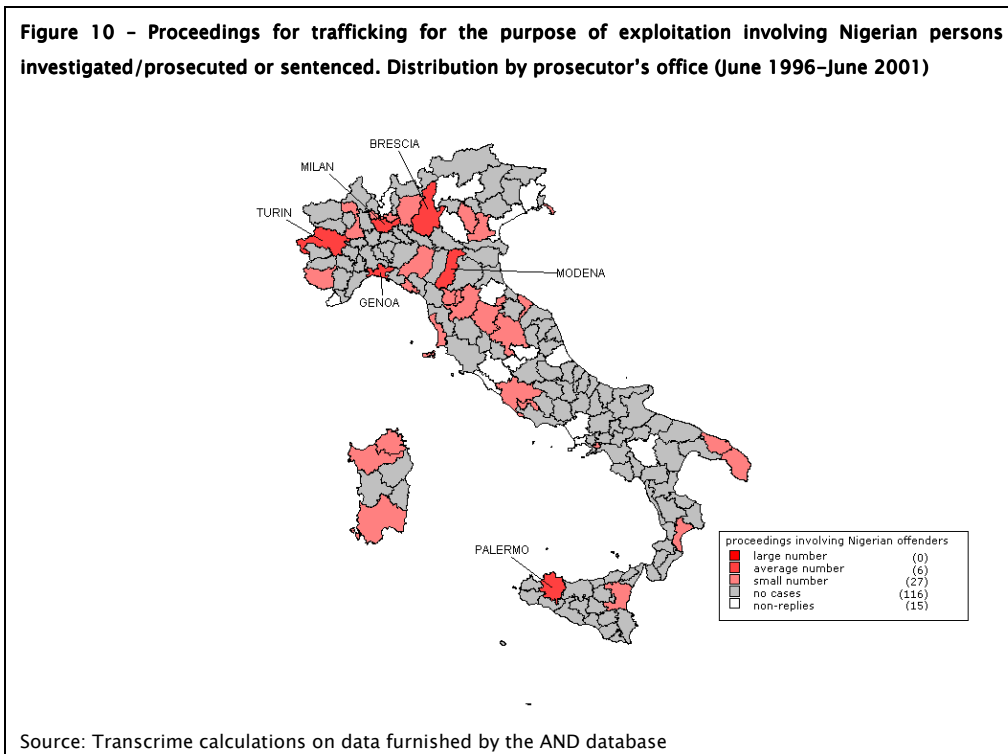 Figure 10 – Proceedings for trafficking for the purpose of exploitation involving Nigerian persons
investigated/prosecuted or sentenced. Distribution by prosecutor's office (June 1996–June 2001)
BRESCIA
MILAN
TURIN
MODENA
GENOA
PALERMO
proceedings involving Nigerian offenders
large number (0)
average number (6)
small number (27)
no cases (116)
non-replies (15)
Source: Transcrime calculations on data furnished by the AND database